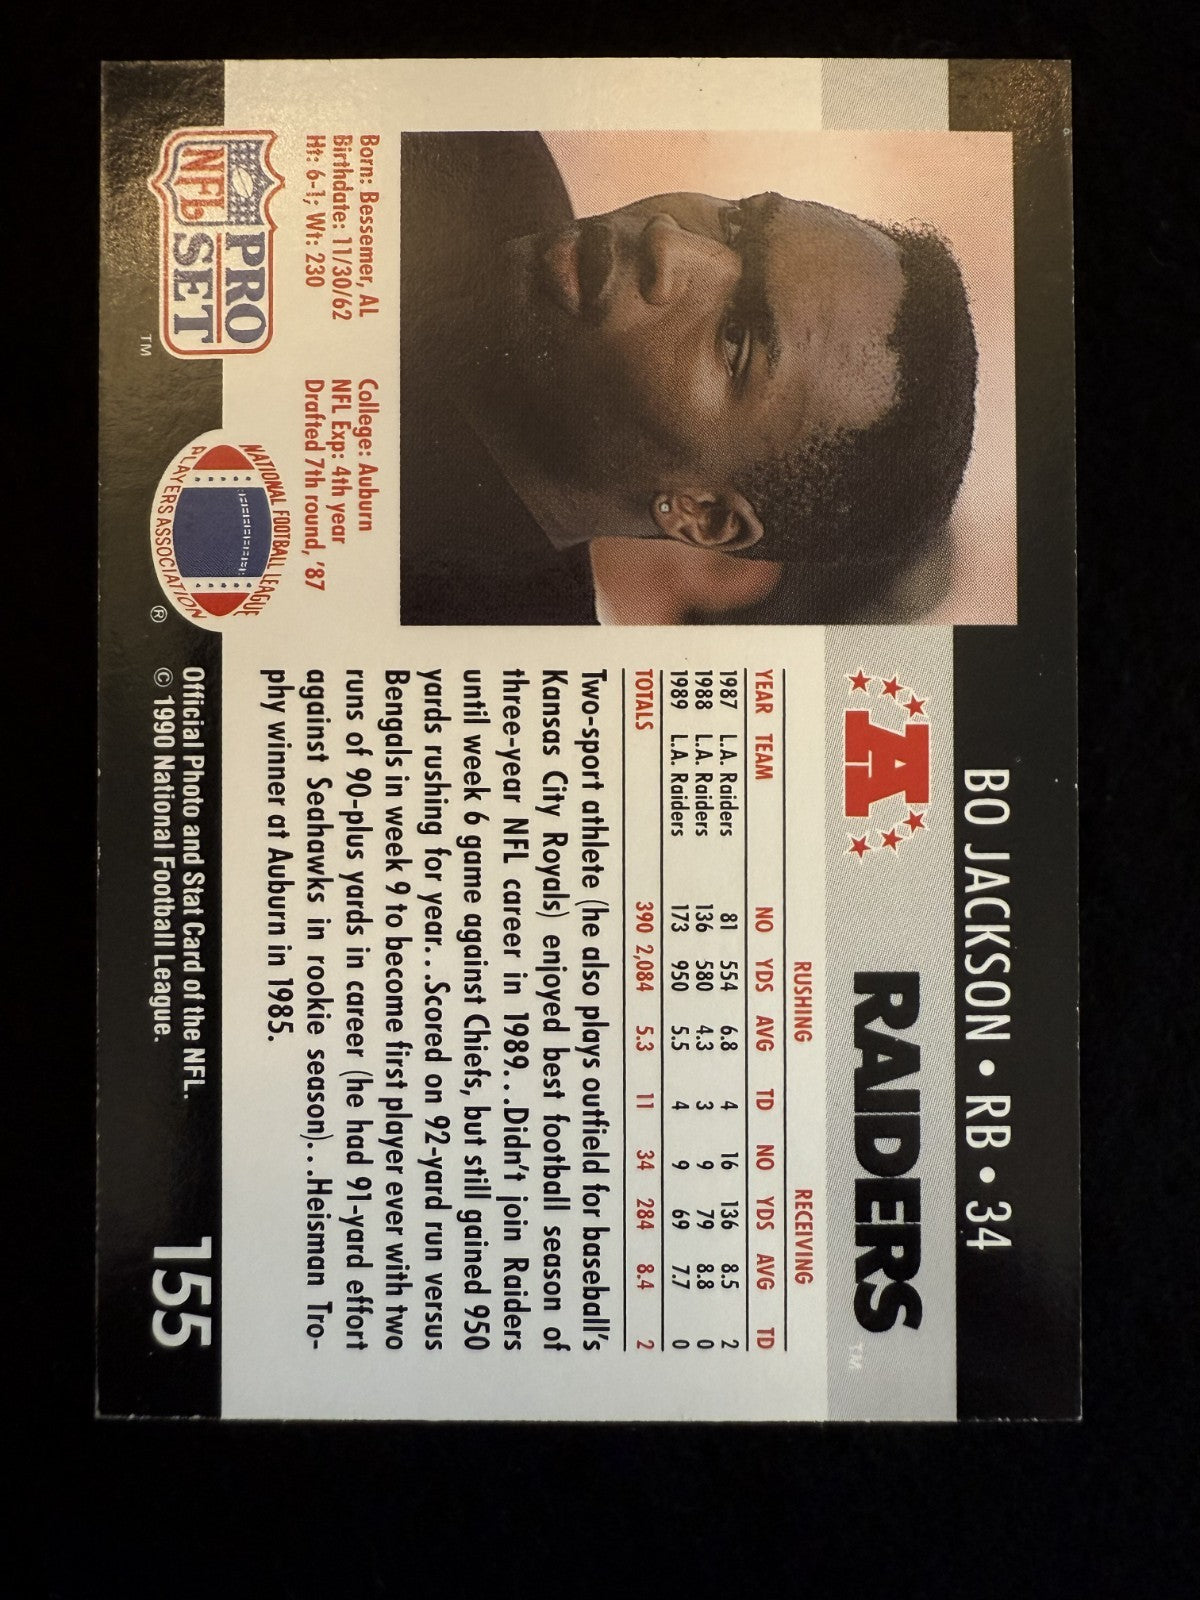 BO JACKSON • RB • 34
A
RAIDERS™
RUSHING RECEIVING
YEAR TEAM NO YDS AVG TD NO YDS AVG TD
1987 L.A. Raiders 81 554 6.8 4 16 136 8.5 2
1988 L.A. Raiders 136 580 4.3 3 9 79 8.8 0
1989 L.A. Raiders 173 950 5.5 4 9 69 7.7 0
TOTALS 390 2,084 5.3 11 34 284 8.4 2
Two-sport athlete (he also plays outfield for baseball's
Kansas City Royals) enjoyed best football season of
three-year NFL career in 1989. . .Didn't join Raiders
until week 6 game against Chiefs, but still gained 950
yards rushing for year. . .Scored on 92-yard run versus
Bengals in week 9 to become first player ever with two
runs of 90-plus yards in career (he had 91-yard effort
against Seahawks in rookie season). . .Heisman Tro-
phy winner at Auburn in 1985.
Born: Bessemer, AL
Birthdate: 11/30/62
Ht: 6-1; Wt: 230
College: Auburn
NFL Exp: 4th year
Drafted 7th round, '87
NFL PRO SET ™
NATIONAL FOOTBALL LEAGUE
PLAYERS ASSOCIATION ®
Official Photo and Stat Card of the NFL.
© 1990 National Football League.
155